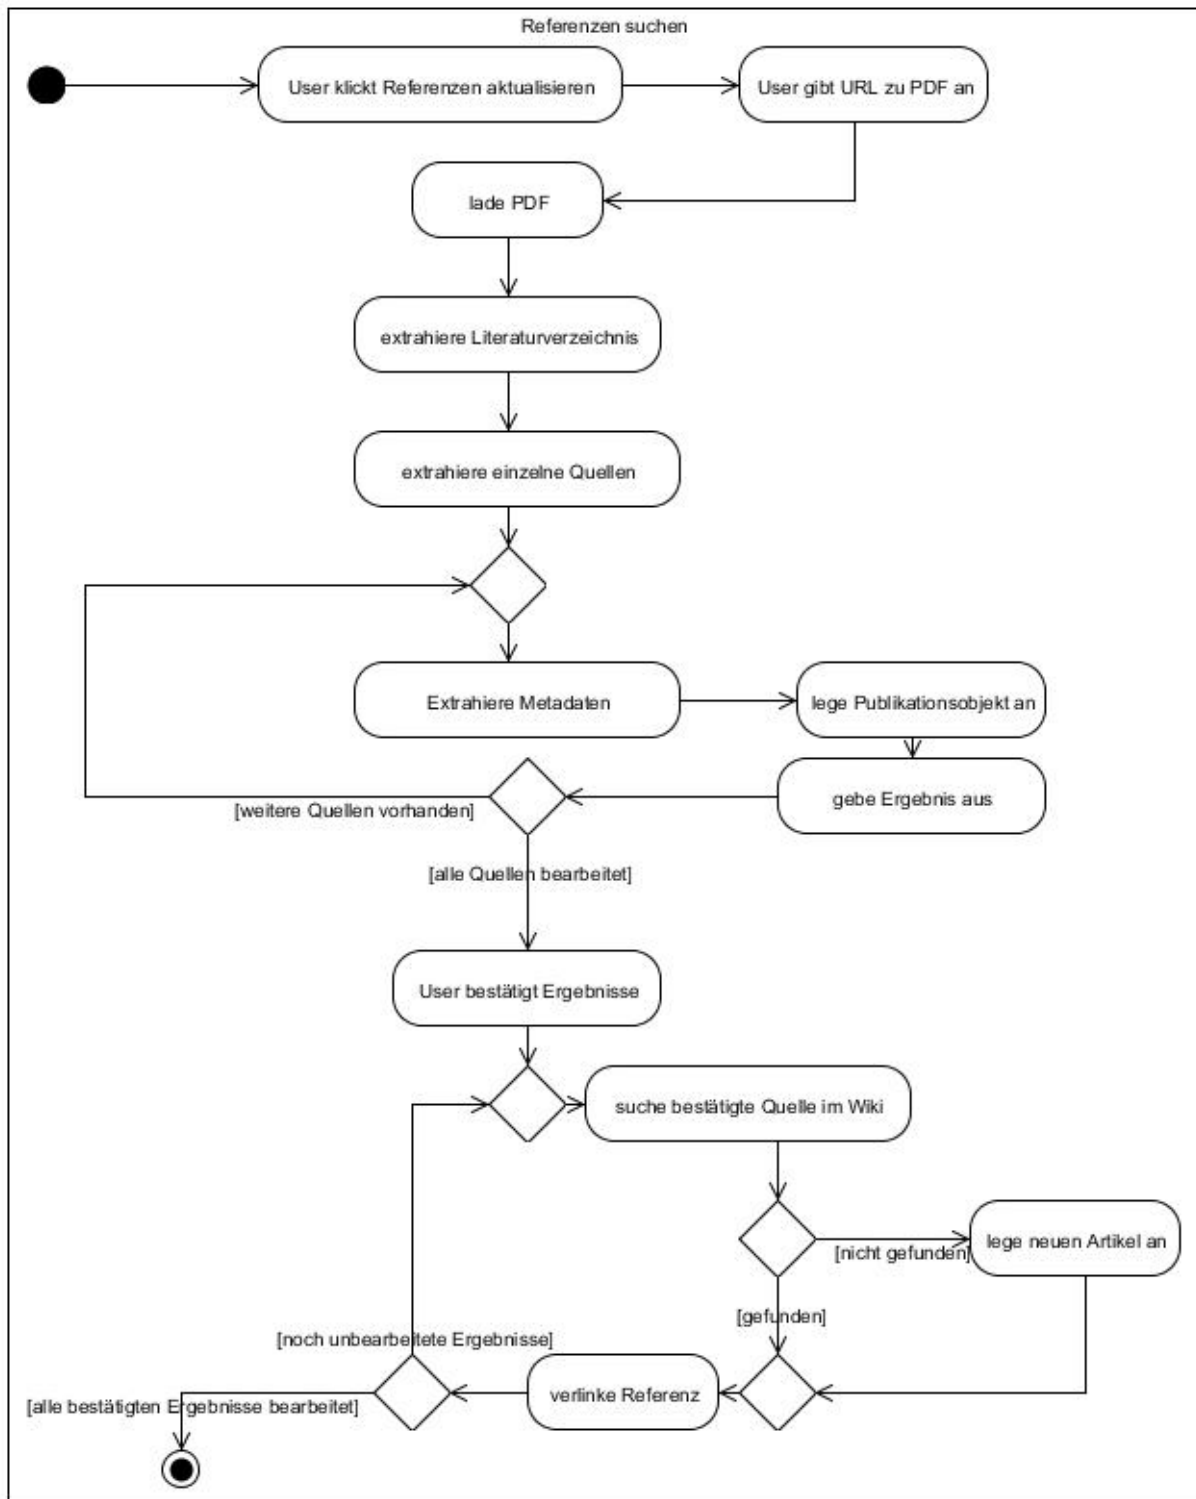 Referenzen suchen
User klickt Referenzen aktualisieren
User gibt URL zu PDF an
lade PDF
extrahiere Literaturverzeichnis
extrahiere einzelne Quellen
Extrahiere Metadaten
lege Publikationsobjekt an
gebe Ergebnis aus
[weitere Quellen vorhanden]
[alle Quellen bearbeitet]
User bestätigt Ergebnisse
suche bestätigte Quelle im Wiki
[nicht gefunden]
lege neuen Artikel an
[gefunden]
[noch unbearbeitete Ergebnisse]
verlinke Referenz
[alle bestätigten Ergebnisse bearbeitet]